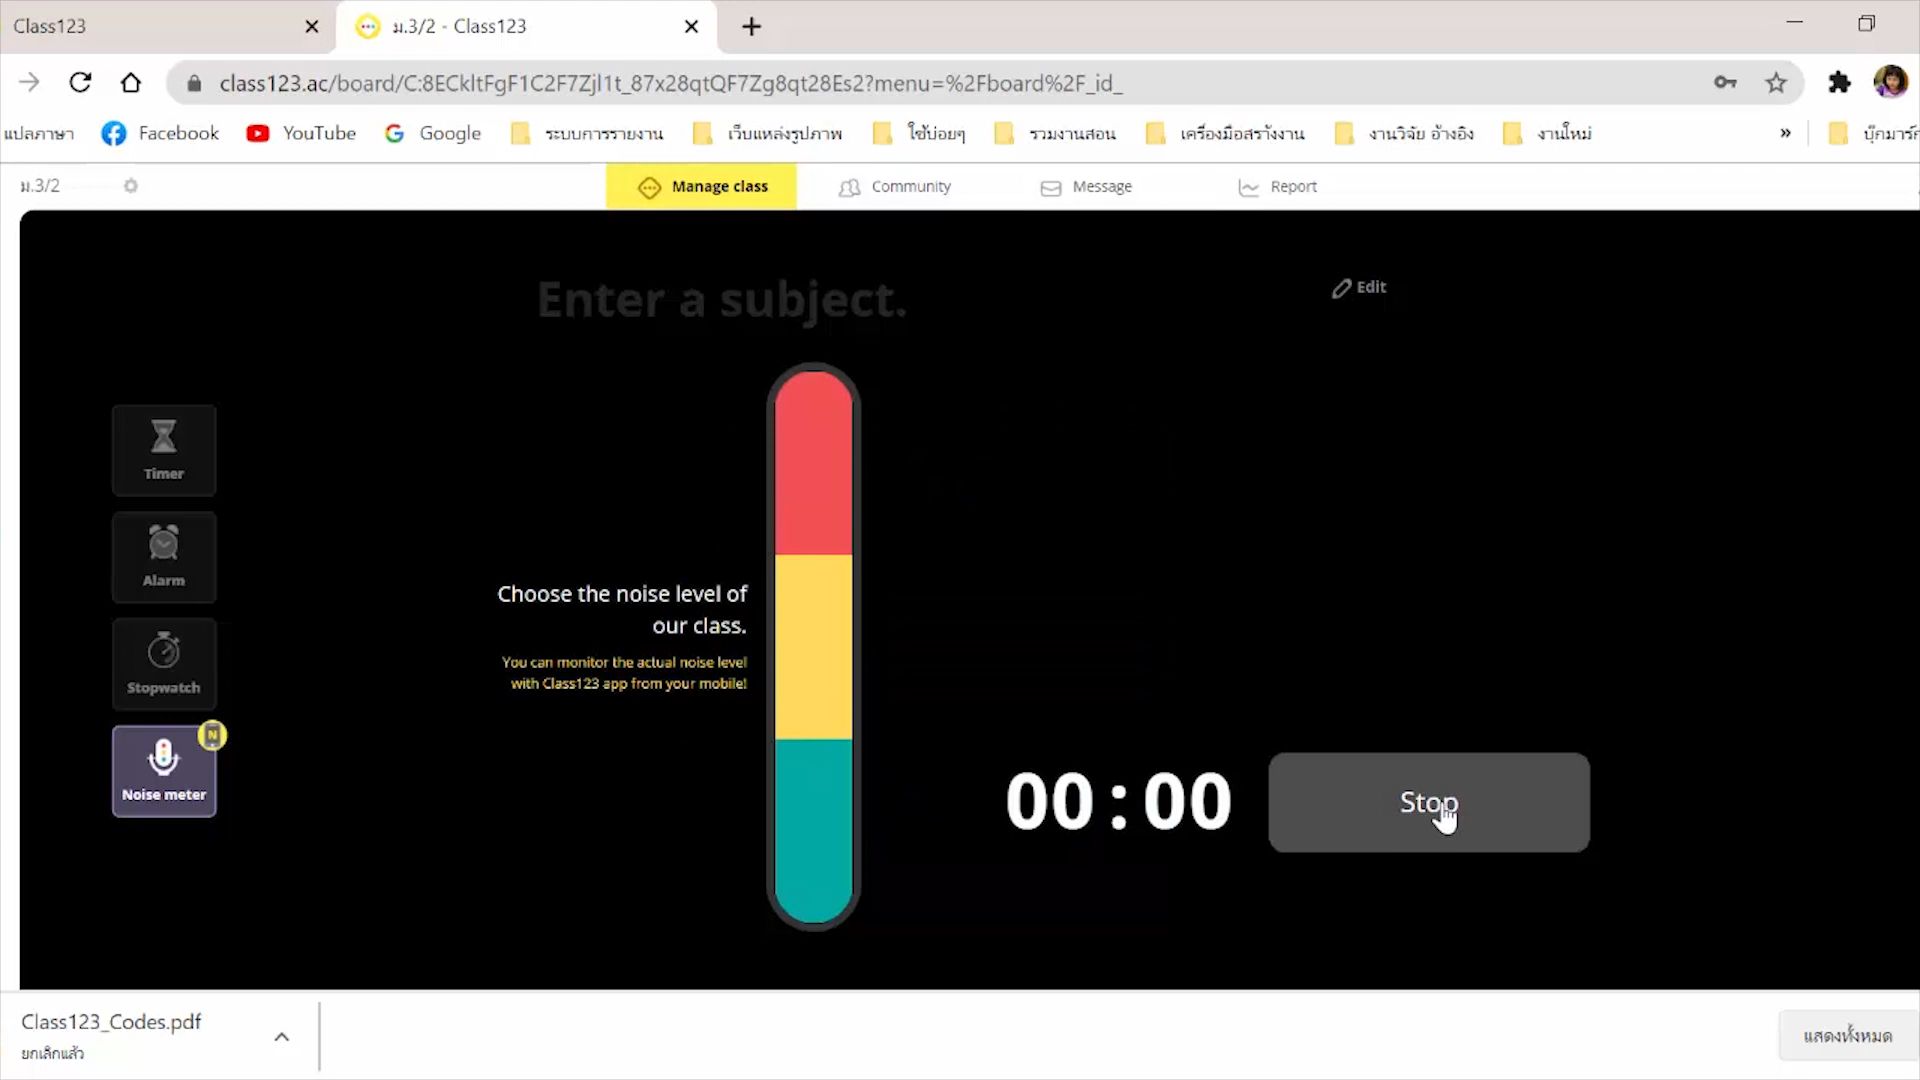 Class123
ม.3/2 - Class123
class123.ac/board/C:8ECkltFgF1C2F7Zjl1t_87x28qtQF7Zg8qt28Es2?menu=%2Fboard%2F_id_
แปลภาษา
Facebook
YouTube
Google
ระบบการรายงาน
เว็บแหล่งรูปภาพ
ใช้บ่อยๆ
รวมงานสอน
เครื่องมือสร้างงาน
งานวิจัย อ้างอิง
งานใหม่
»
บุ๊กมาร์ก
ม.3/2
Manage class
Community
Message
Report
Enter a subject.
Edit
Timer
Alarm
Stopwatch
N
Noise meter
Choose the noise level of
our class.
You can monitor the actual noise level
with Class123 app from your mobile!
00:00
Stop
Class123_Codes.pdf
ยกเลิกแล้ว
แสดงทั้งหมด